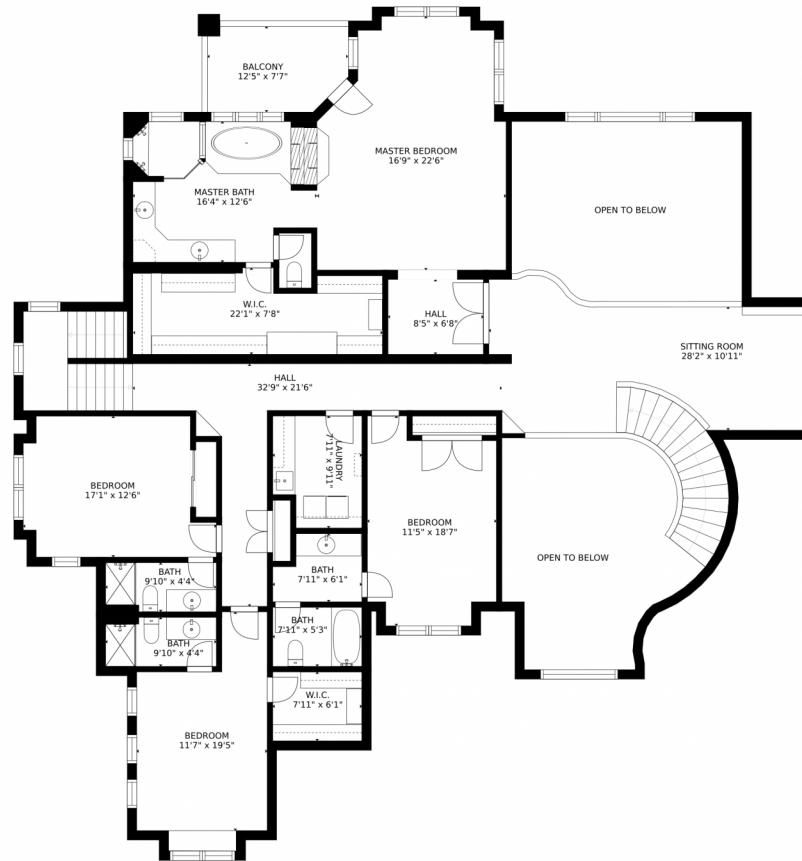 BALCONY
12'5" x 7'7"
MASTER BEDROOM
16'9" x 22'6"
MASTER BATH
16'4" x 12'6"
OPEN TO BELOW
W.I.C.
22'1" x 7'8"
HALL
8'5" x 6'8"
SITTING ROOM
28'2" x 10'11"
HALL
32'9" x 21'6"
LAUNDRY
7'11" x 9'11"
BEDROOM
17'1" x 12'6"
BEDROOM
11'5" x 18'7"
OPEN TO BELOW
BATH
9'10" x 4'4"
BATH
7'11" x 6'1"
BATH
7'11" x 5'3"
BATH
9'10" x 4'4"
W.I.C.
7'11" x 6'1"
BEDROOM
11'7" x 19'5"